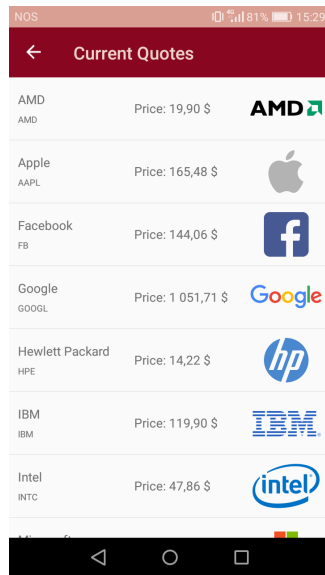 NOS 4G 81% 15:29
Current Quotes
AMD
AMD
Price: 19,90 $
AMD
Apple
AAPL
Price: 165,48 $
Facebook
FB
Price: 144,06 $
f
Google
GOOGL
Price: 1 051,71 $
Google
Hewlett Packard
HPE
Price: 14,22 $
hp
IBM
IBM
Price: 119,90 $
IBM
Intel
INTC
Price: 47,86 $
intel